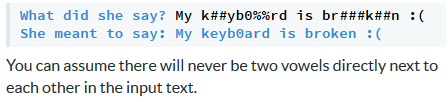 What did she say? My k##yb0%%rd is br###k##n :(
She meant to say: My keyb0ard is broken :(
You can assume there will never be two vowels directly next to
each other in the input text.